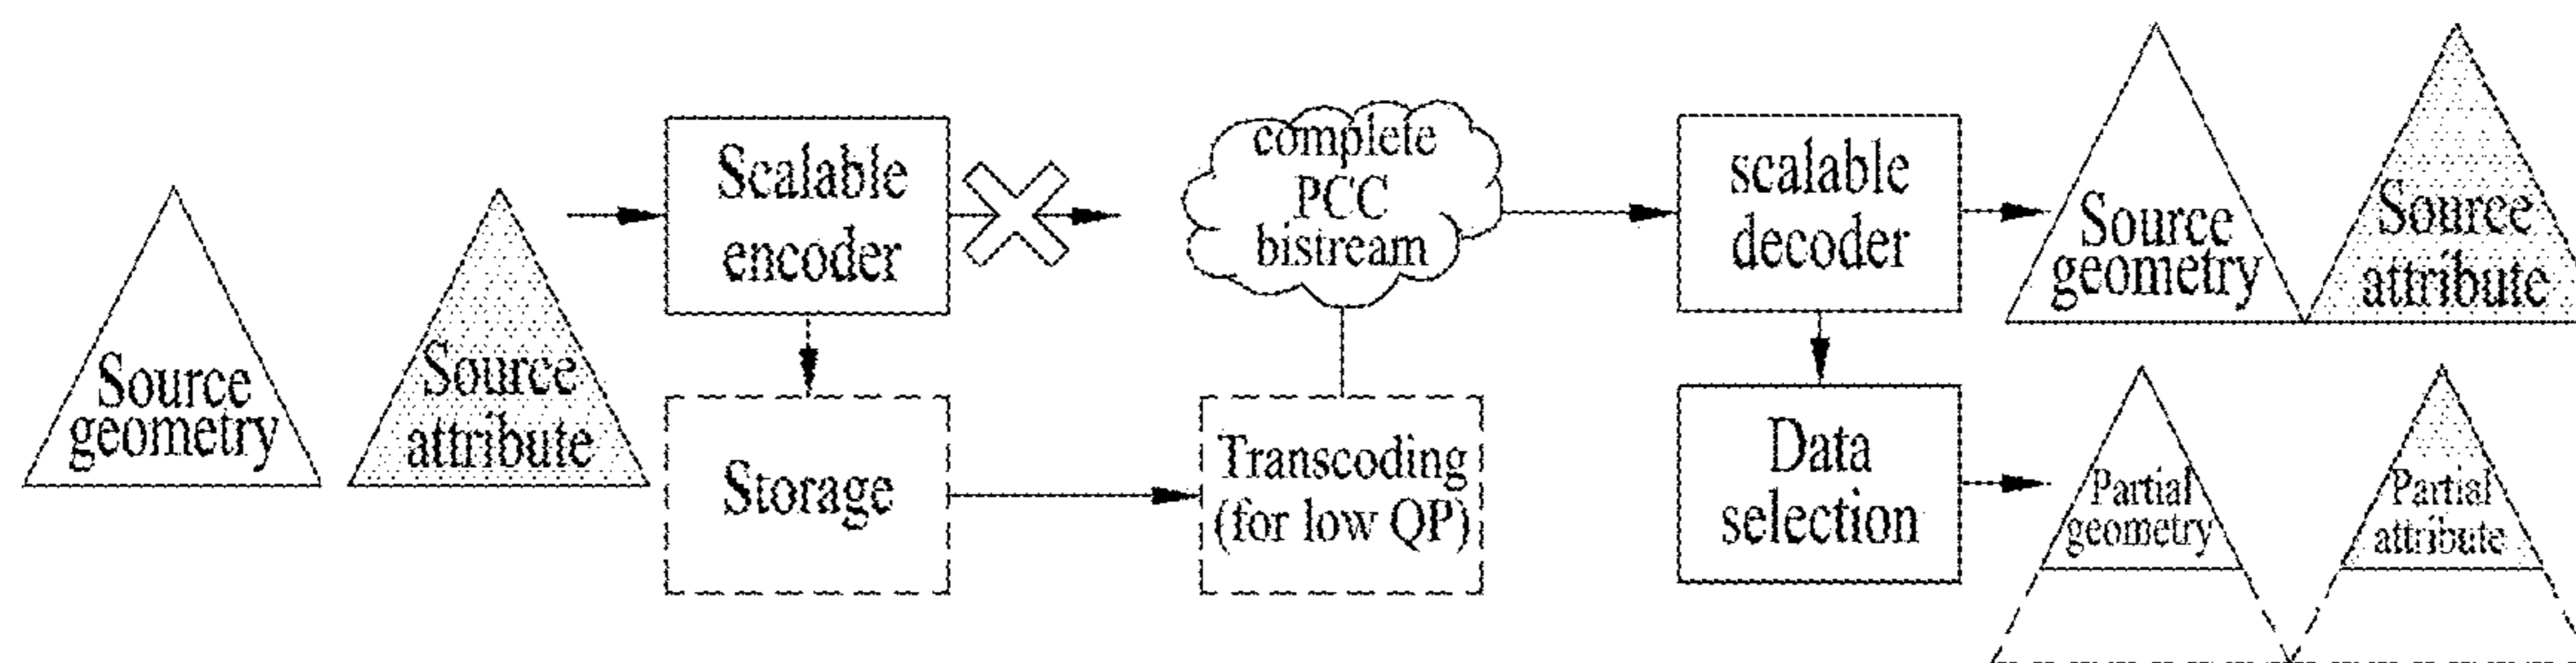 Source
geometry
Source
attribute
Scalable
encoder
Storage
complete
PCC
bistream
Transcoding
(for low QP)
scalable
decoder
Data
selection
Source
geometry
Source
attribute
Partial
geometry
Partial
attribute